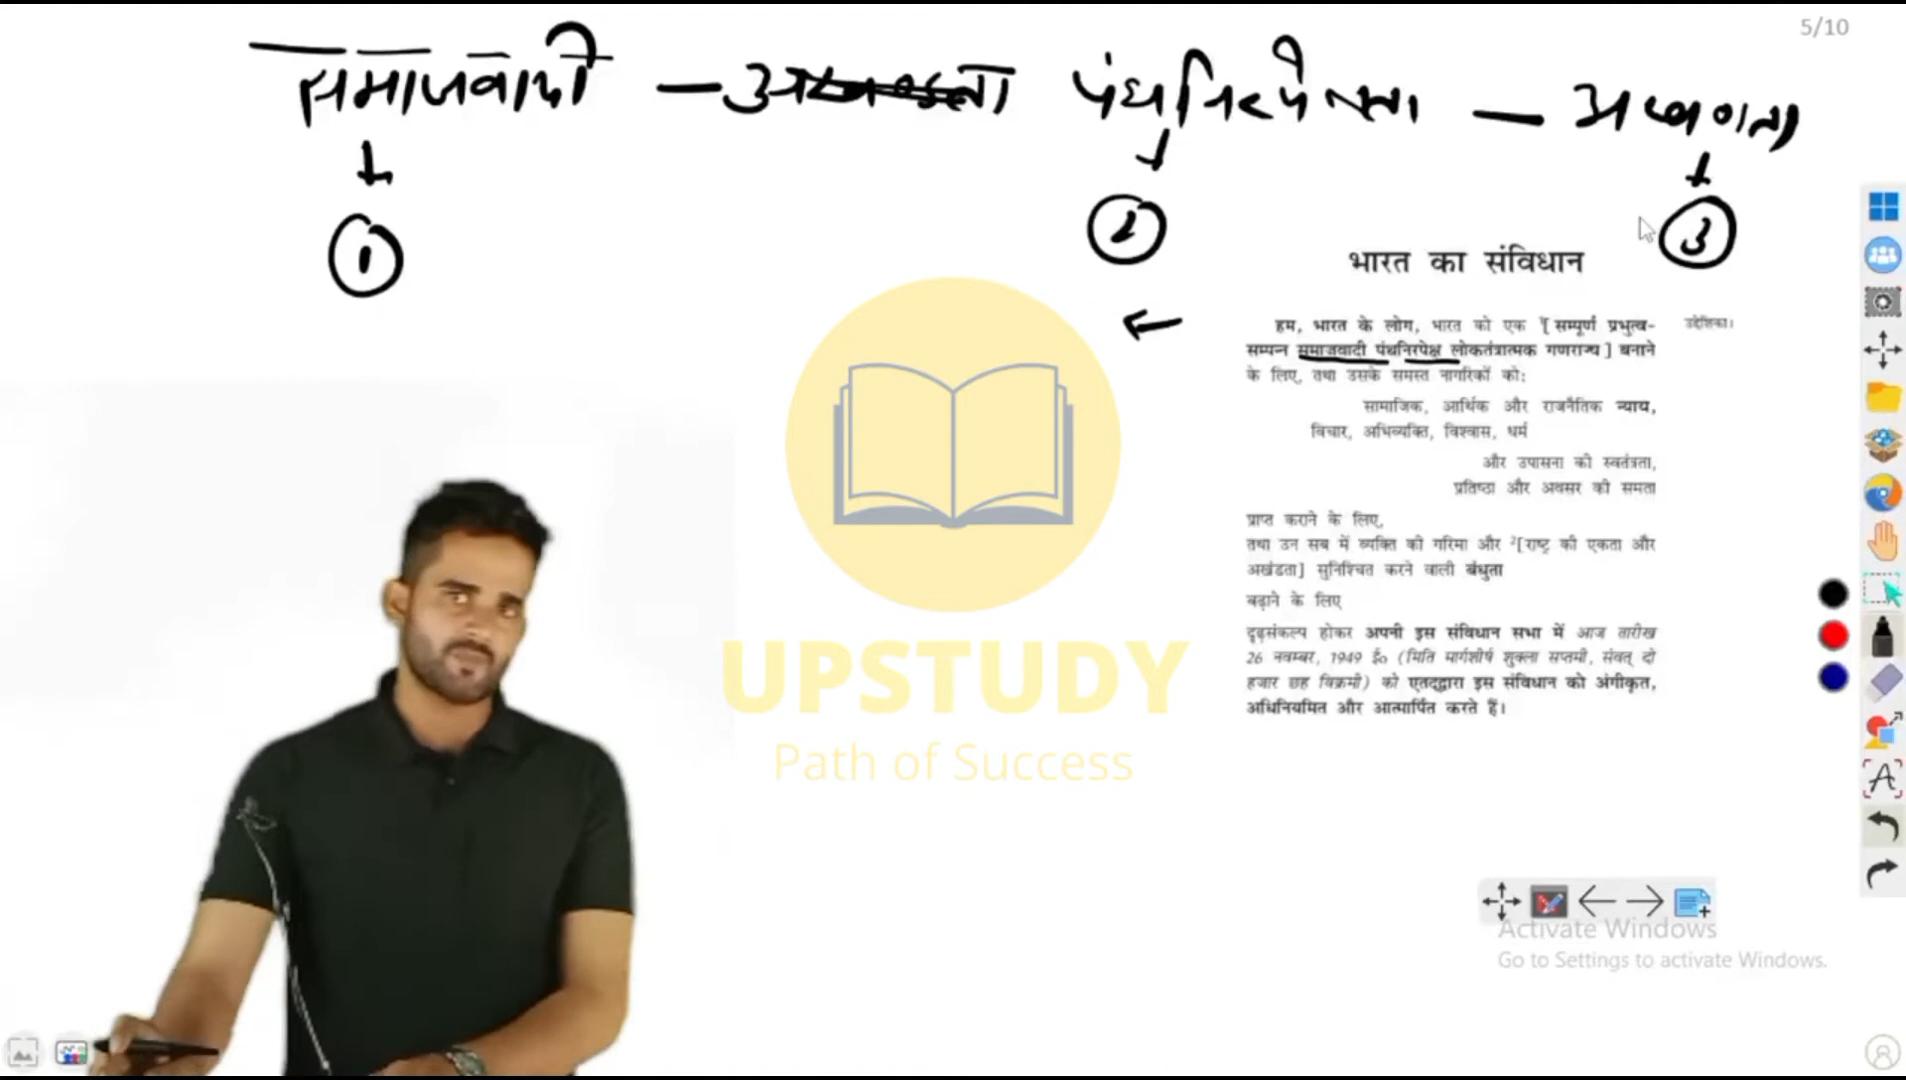 5/10
समाजवादी — अखण्डता पंथनिरपेक्षता — अखण्डता
1 2 3
भारत का संविधान
हम, भारत के लोग, भारत को एक ¹[सम्पूर्ण प्रभुत्व- उद्देशिका।
सम्पन्न समाजवादी पंथनिरपेक्ष लोकतंत्रात्मक गणराज्य] बनाने
के लिए, तथा उसके समस्त नागरिकों को:
सामाजिक, आर्थिक और राजनैतिक न्याय,
विचार, अभिव्यक्ति, विश्वास, धर्म
और उपासना की स्वतंत्रता,
प्रतिष्ठा और अवसर की समता
प्राप्त कराने के लिए,
तथा उन सब में व्यक्ति की गरिमा और ²[राष्ट्र की एकता और
अखंडता] सुनिश्चित करने वाली बंधुता
बढ़ाने के लिए
दृढ़संकल्प होकर अपनी इस संविधान सभा में आज तारीख
26 नवम्बर, 1949 ई० (मिति मार्गशीर्ष शुक्ला सप्तमी, संवत् दो
हजार छह विक्रमी) को एतद्द्वारा इस संविधान को अंगीकृत,
अधिनियमित और आत्मार्पित करते हैं।
UPSTUDY
Path of Success
Activate Windows
Go to Settings to activate Windows.